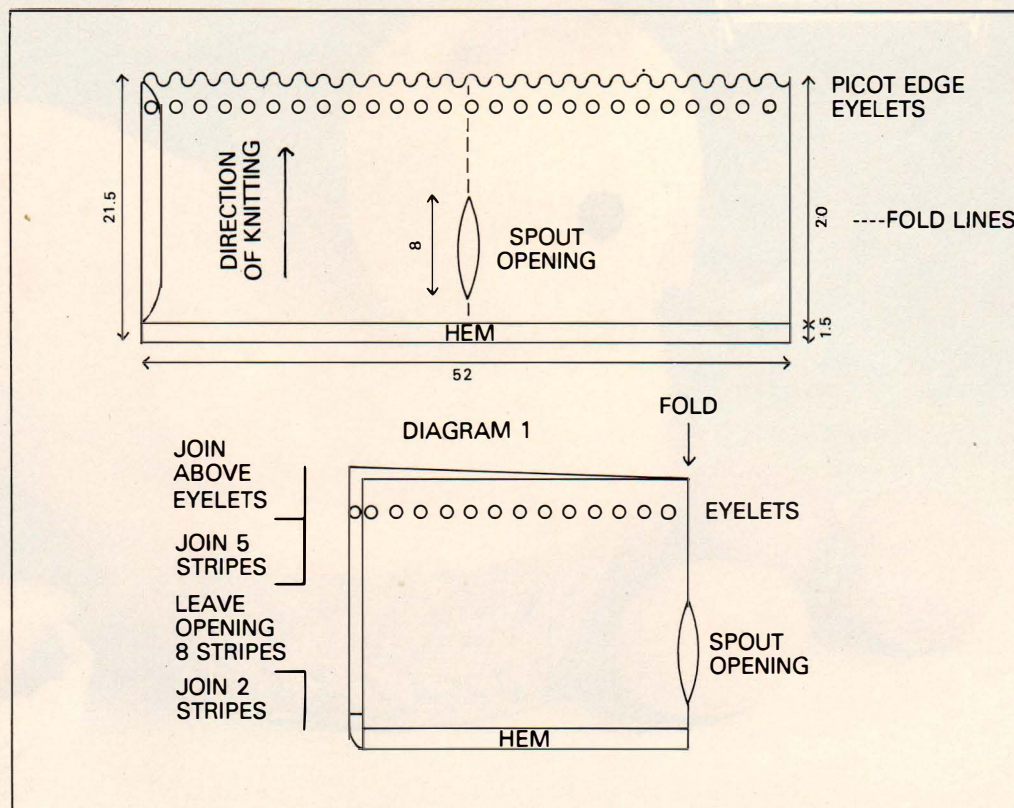 PICOT EDGE
EYELETS
21.5
DIRECTION
OF KNITTING
8
SPOUT
OPENING
20
----FOLD LINES
HEM
1.5
52
FOLD
DIAGRAM 1
JOIN
ABOVE
EYELETS
EYELETS
JOIN 5
STRIPES
LEAVE
OPENING
8 STRIPES
SPOUT
OPENING
JOIN 2
STRIPES
HEM